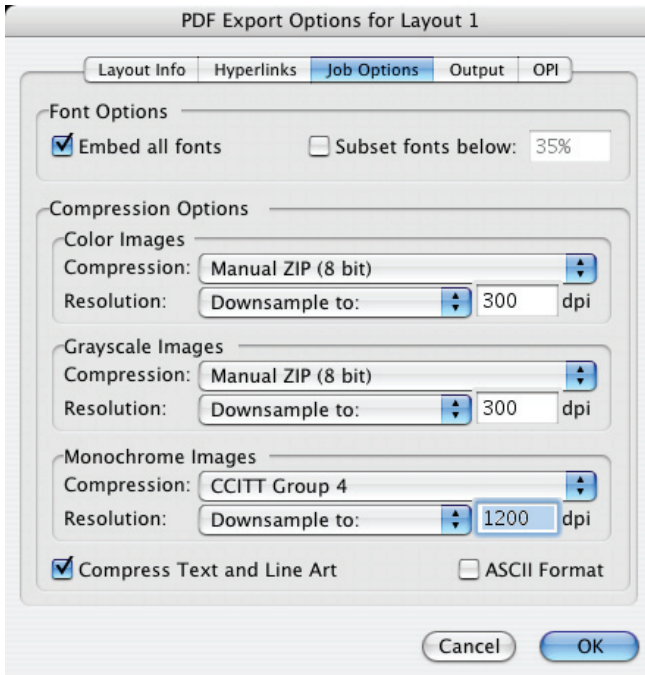 PDF Export Options for Layout 1
Layout Info Hyperlinks Job Options Output OPI
Font Options
Embed all fonts Subset fonts below: 35%
Compression Options
Color Images
Compression: Manual ZIP (8 bit)
Resolution: Downsample to: 300 dpi
Grayscale Images
Compression: Manual ZIP (8 bit)
Resolution: Downsample to: 300 dpi
Monochrome Images
Compression: CCITT Group 4
Resolution: Downsample to: 1200 dpi
Compress Text and Line Art ASCII Format
Cancel OK